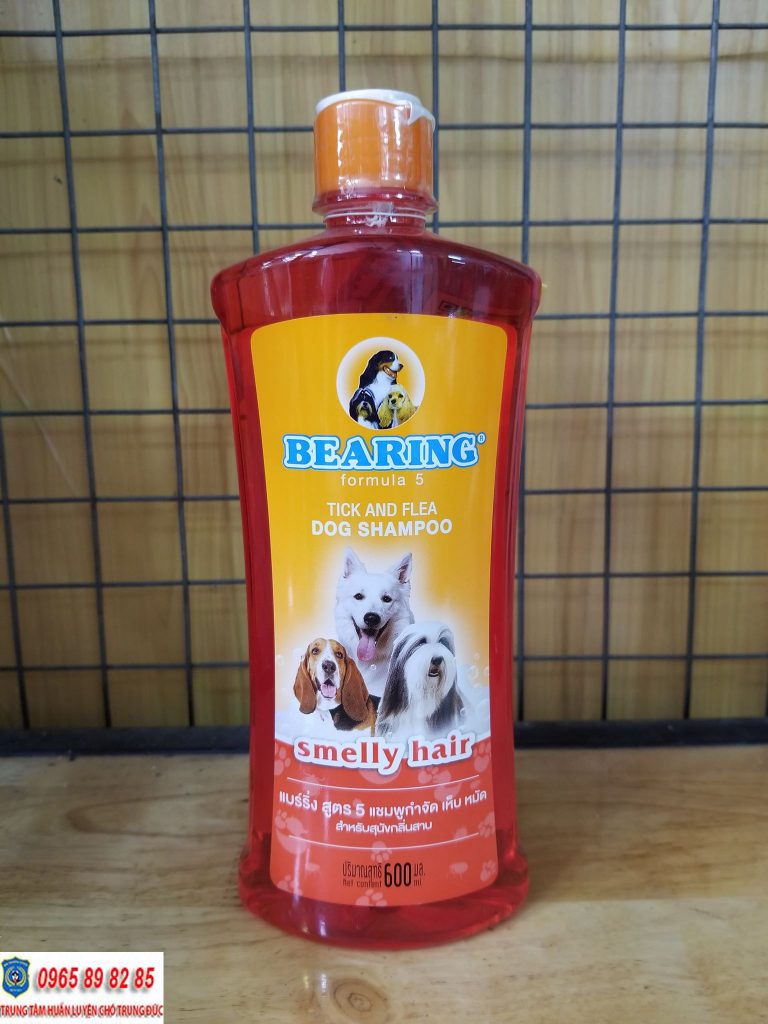 BEARING®
formula 5
TICK AND FLEA
DOG SHAMPOO
smelly hair
แบร์ริ่ง สูตร 5 แชมพูกำจัด เห็บ หมัด
สำหรับสุนัขกลิ่นสาบ
ปริมาณสุทธิ 600 มล.
Net content ml.
0965 89 82 85
TRUNG TÂM HUẤN LUYỆN CHÓ TRUNG ĐỨC